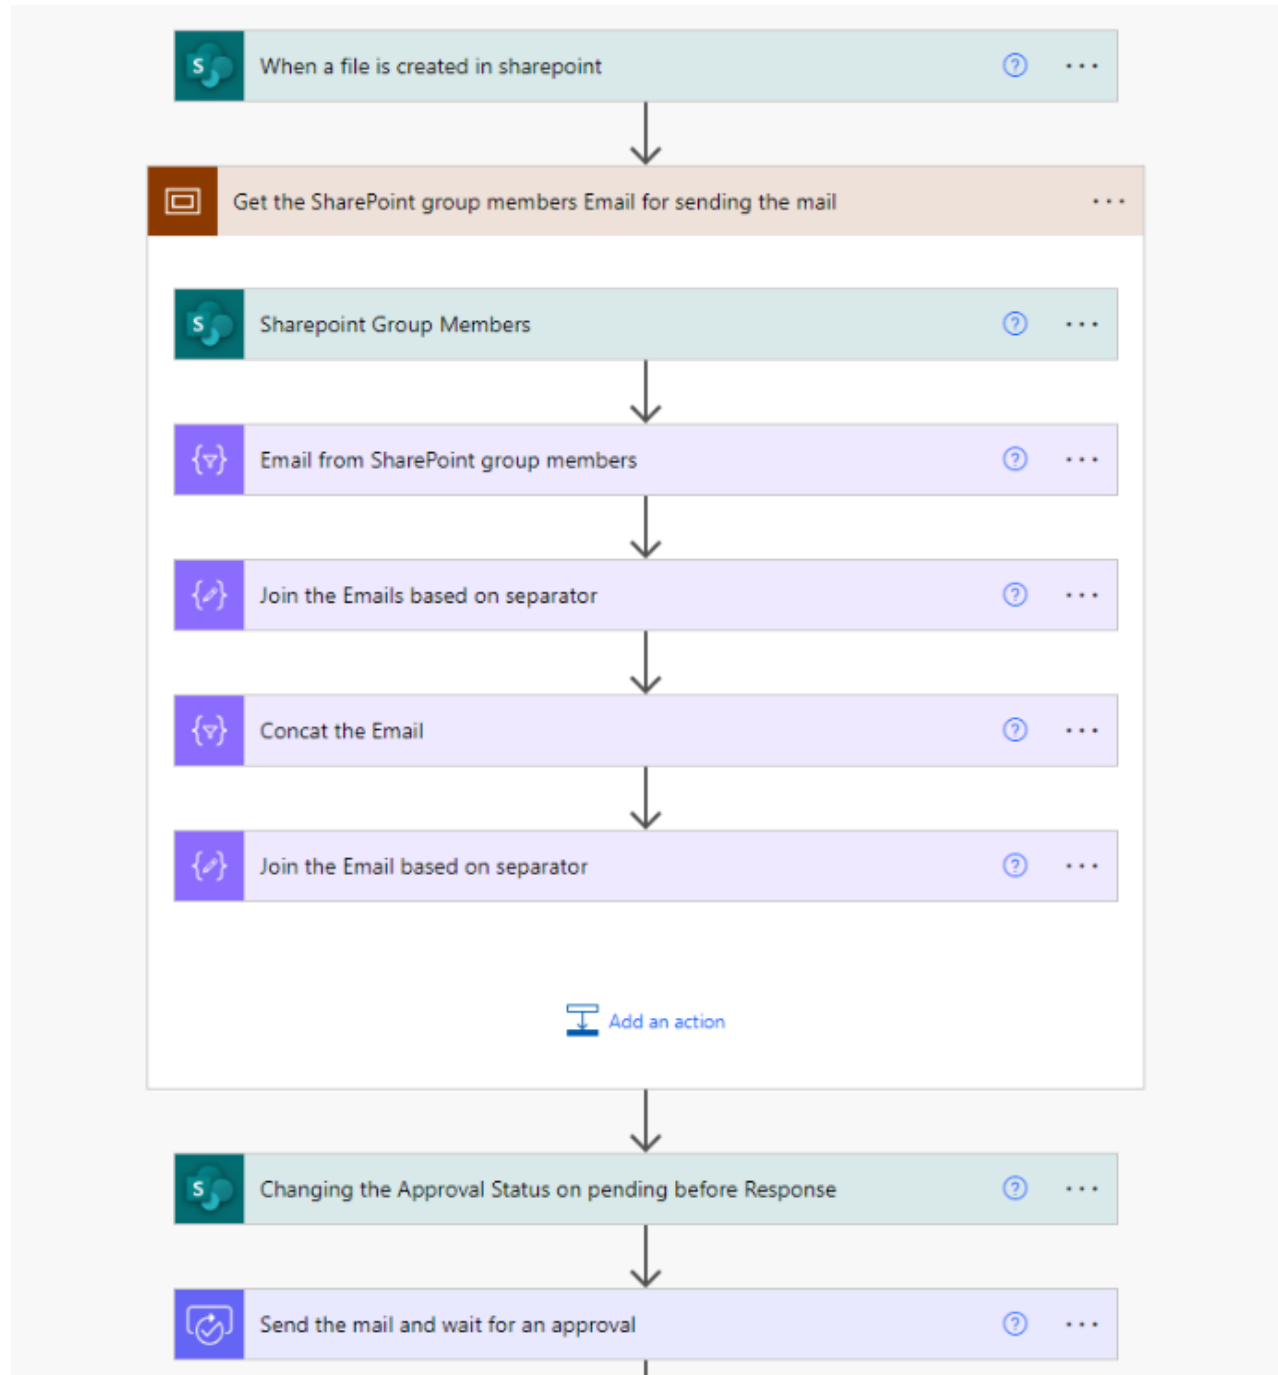 When a file is created in sharepoint
Get the SharePoint group members Email for sending the mail
Sharepoint Group Members
Email from SharePoint group members
Join the Emails based on separator
Concat the Email
Join the Email based on separator
Add an action
Changing the Approval Status on pending before Response
Send the mail and wait for an approval